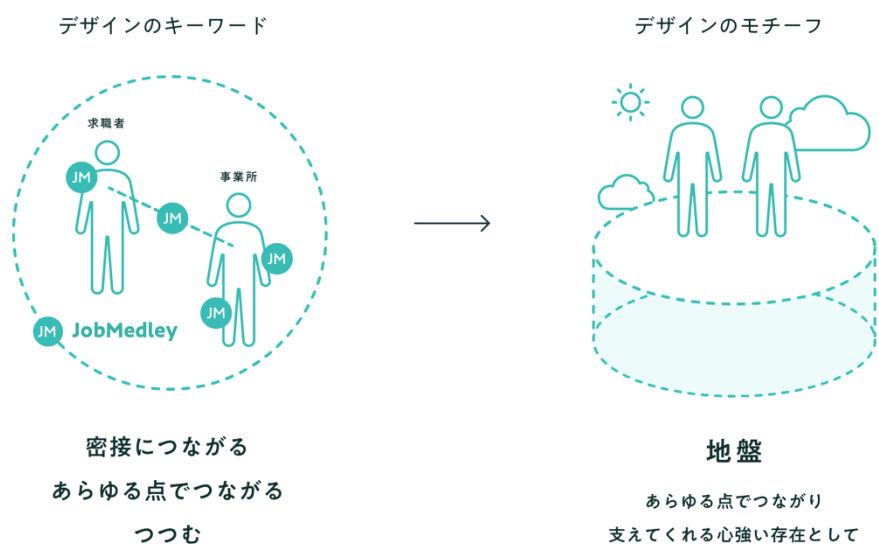 デザインのキーワード
求職者
JM
事業所
JM
JM
JM
JM JobMedley
密接につながる
あらゆる点でつながる
つつむ
デザインのモチーフ
地盤
あらゆる点でつながり
支えてくれる心強い存在として